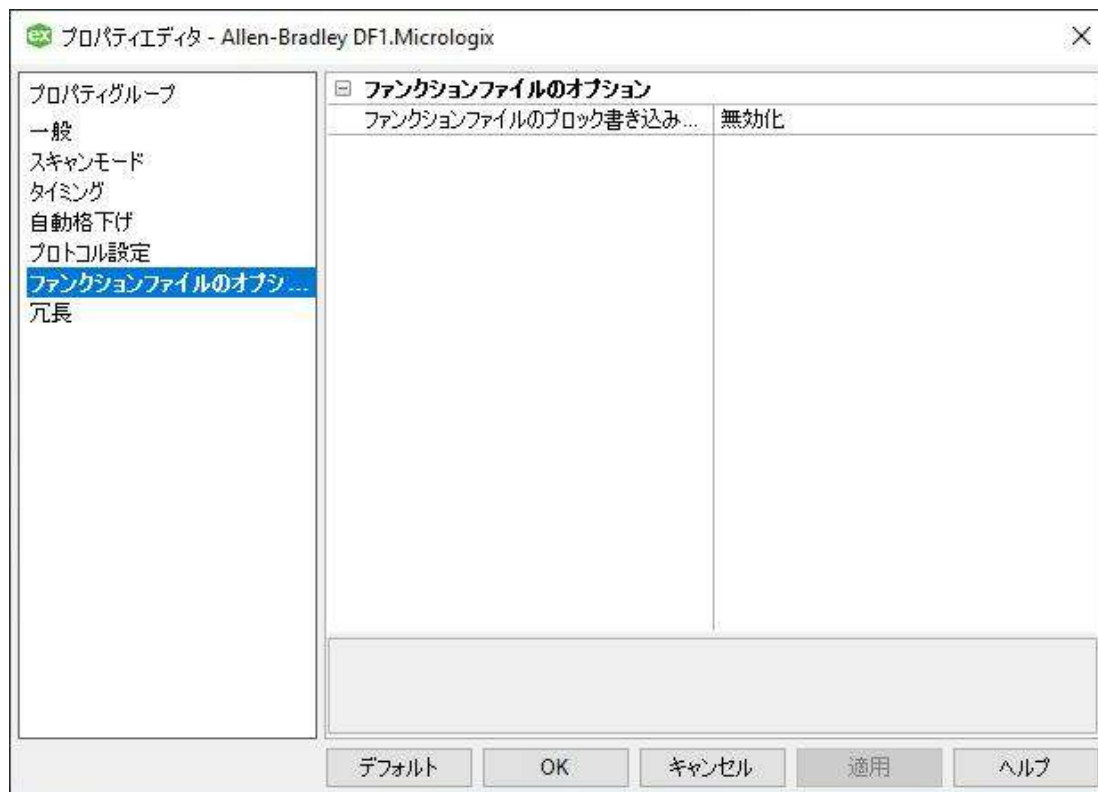 プロパティエディタ - Allen-Bradley DF1.Micrologix
プロパティグループ
一般
スキャンモード
タイミング
自動格下げ
プロトコル設定
ファンクションファイルのオプシ ...
冗長
ファンクションファイルのオプション
ファンクションファイルのブロック書き込み... 無効化
デフォルト OK キャンセル 適用 ヘルプ